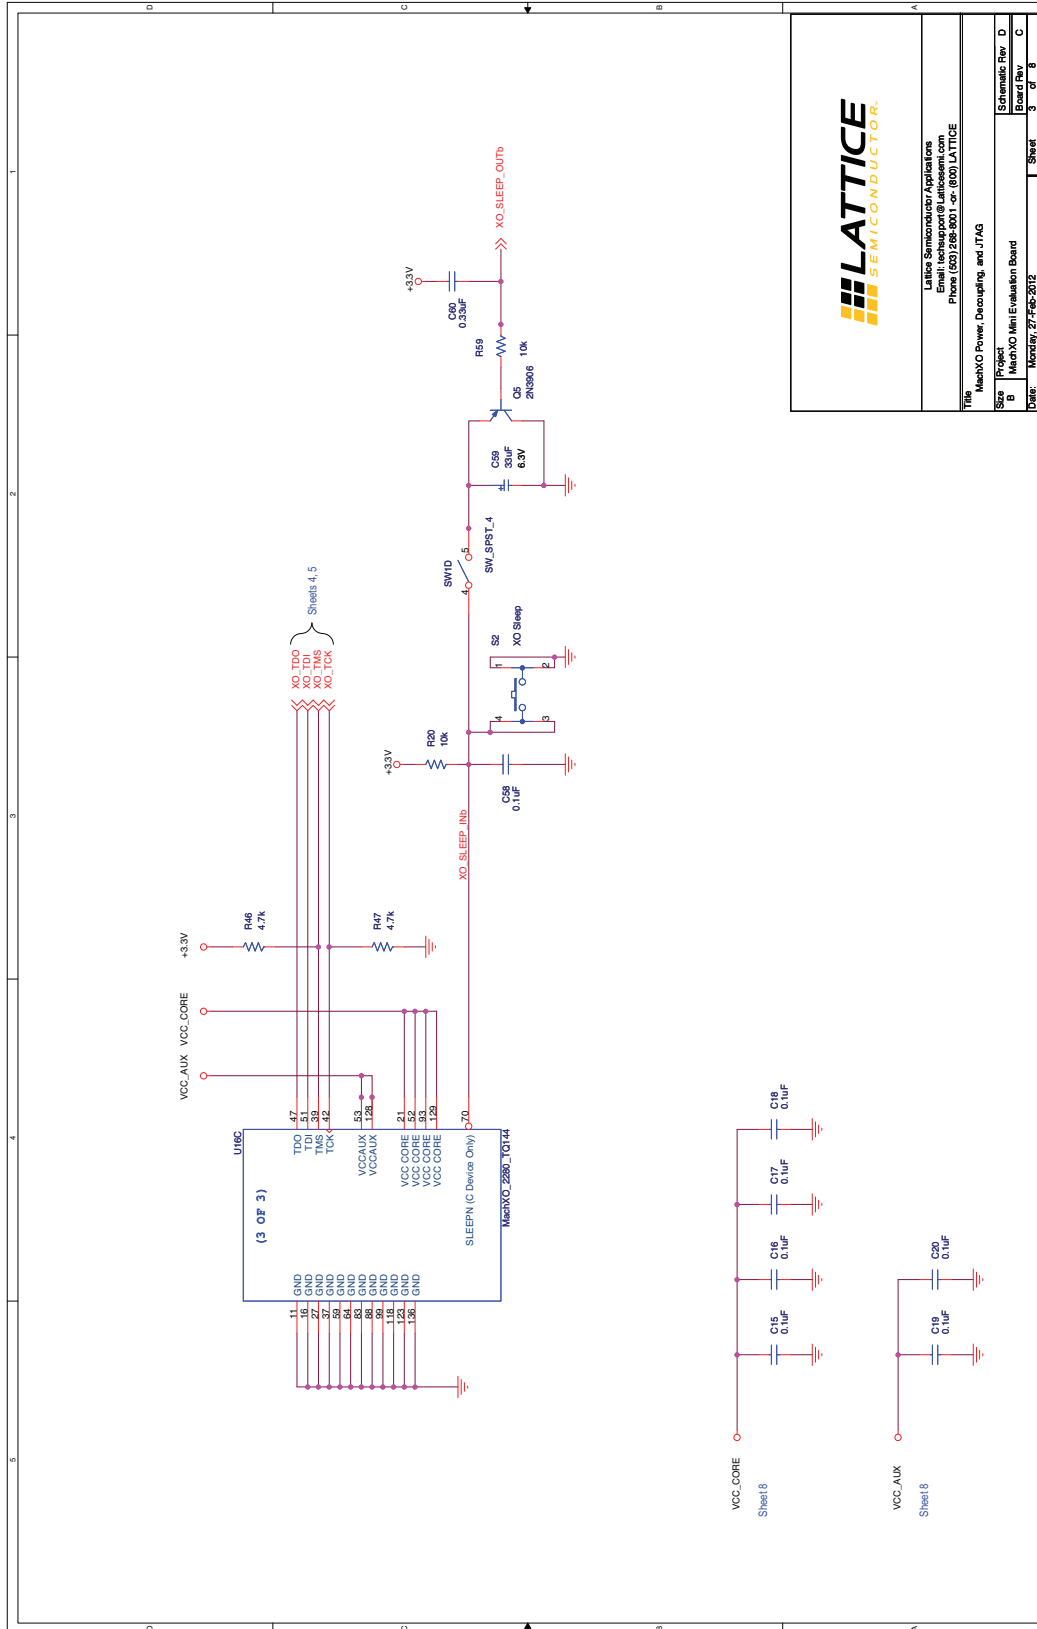 5
4
3
2
1
D
C
B
A
D
C
B
A
VCC_AUX
VCC_CORE
+3.3V
R46
4.7k
R47
4.7k
XO_TDO
XO_TDI
XO_TMS
XO_TCK
Sheets 4, 5
U16C
(3 OF 3)
11
GND
16
GND
27
GND
37
GND
59
GND
64
GND
83
GND
88
GND
99
GND
118
GND
123
GND
136
GND
TDO
47
TDI
51
TMS
39
TCK
42
VCCAUX
53
VCCAUX
128
VCC CORE
21
VCC CORE
52
VCC CORE
93
VCC CORE
129
SLEEPN (C Device Only)
70
MachXO_2280_TQ144
XO_SLEEP_INb
+3.3V
R20
10k
C58
0.1uF
S2
XO Sleep
4
1
3
2
SW1D
4
5
SW_SPST_4
C59
33uF
6.3V
Q5
2N3906
R59
10k
+3.3V
C60
0.33uF
XO_SLEEP_OUTb
VCC_CORE
Sheet 8
C15
0.1uF
C16
0.1uF
C17
0.1uF
C18
0.1uF
VCC_AUX
Sheet 8
C19
0.1uF
C20
0.1uF
LATTICE
SEMICONDUCTOR.
Lattice Semiconductor Applications
Email: techsupport@Latticesemi.com
Phone (503) 268-8001 -or- (800) LATTICE
Title
MachXO Power, Decoupling, and JTAG
Size
B
Project
MachXO Mini Evaluation Board
Schematic Rev D
Board Rev C
Date: Monday, 27-Feb-2012
Sheet 3 of 8